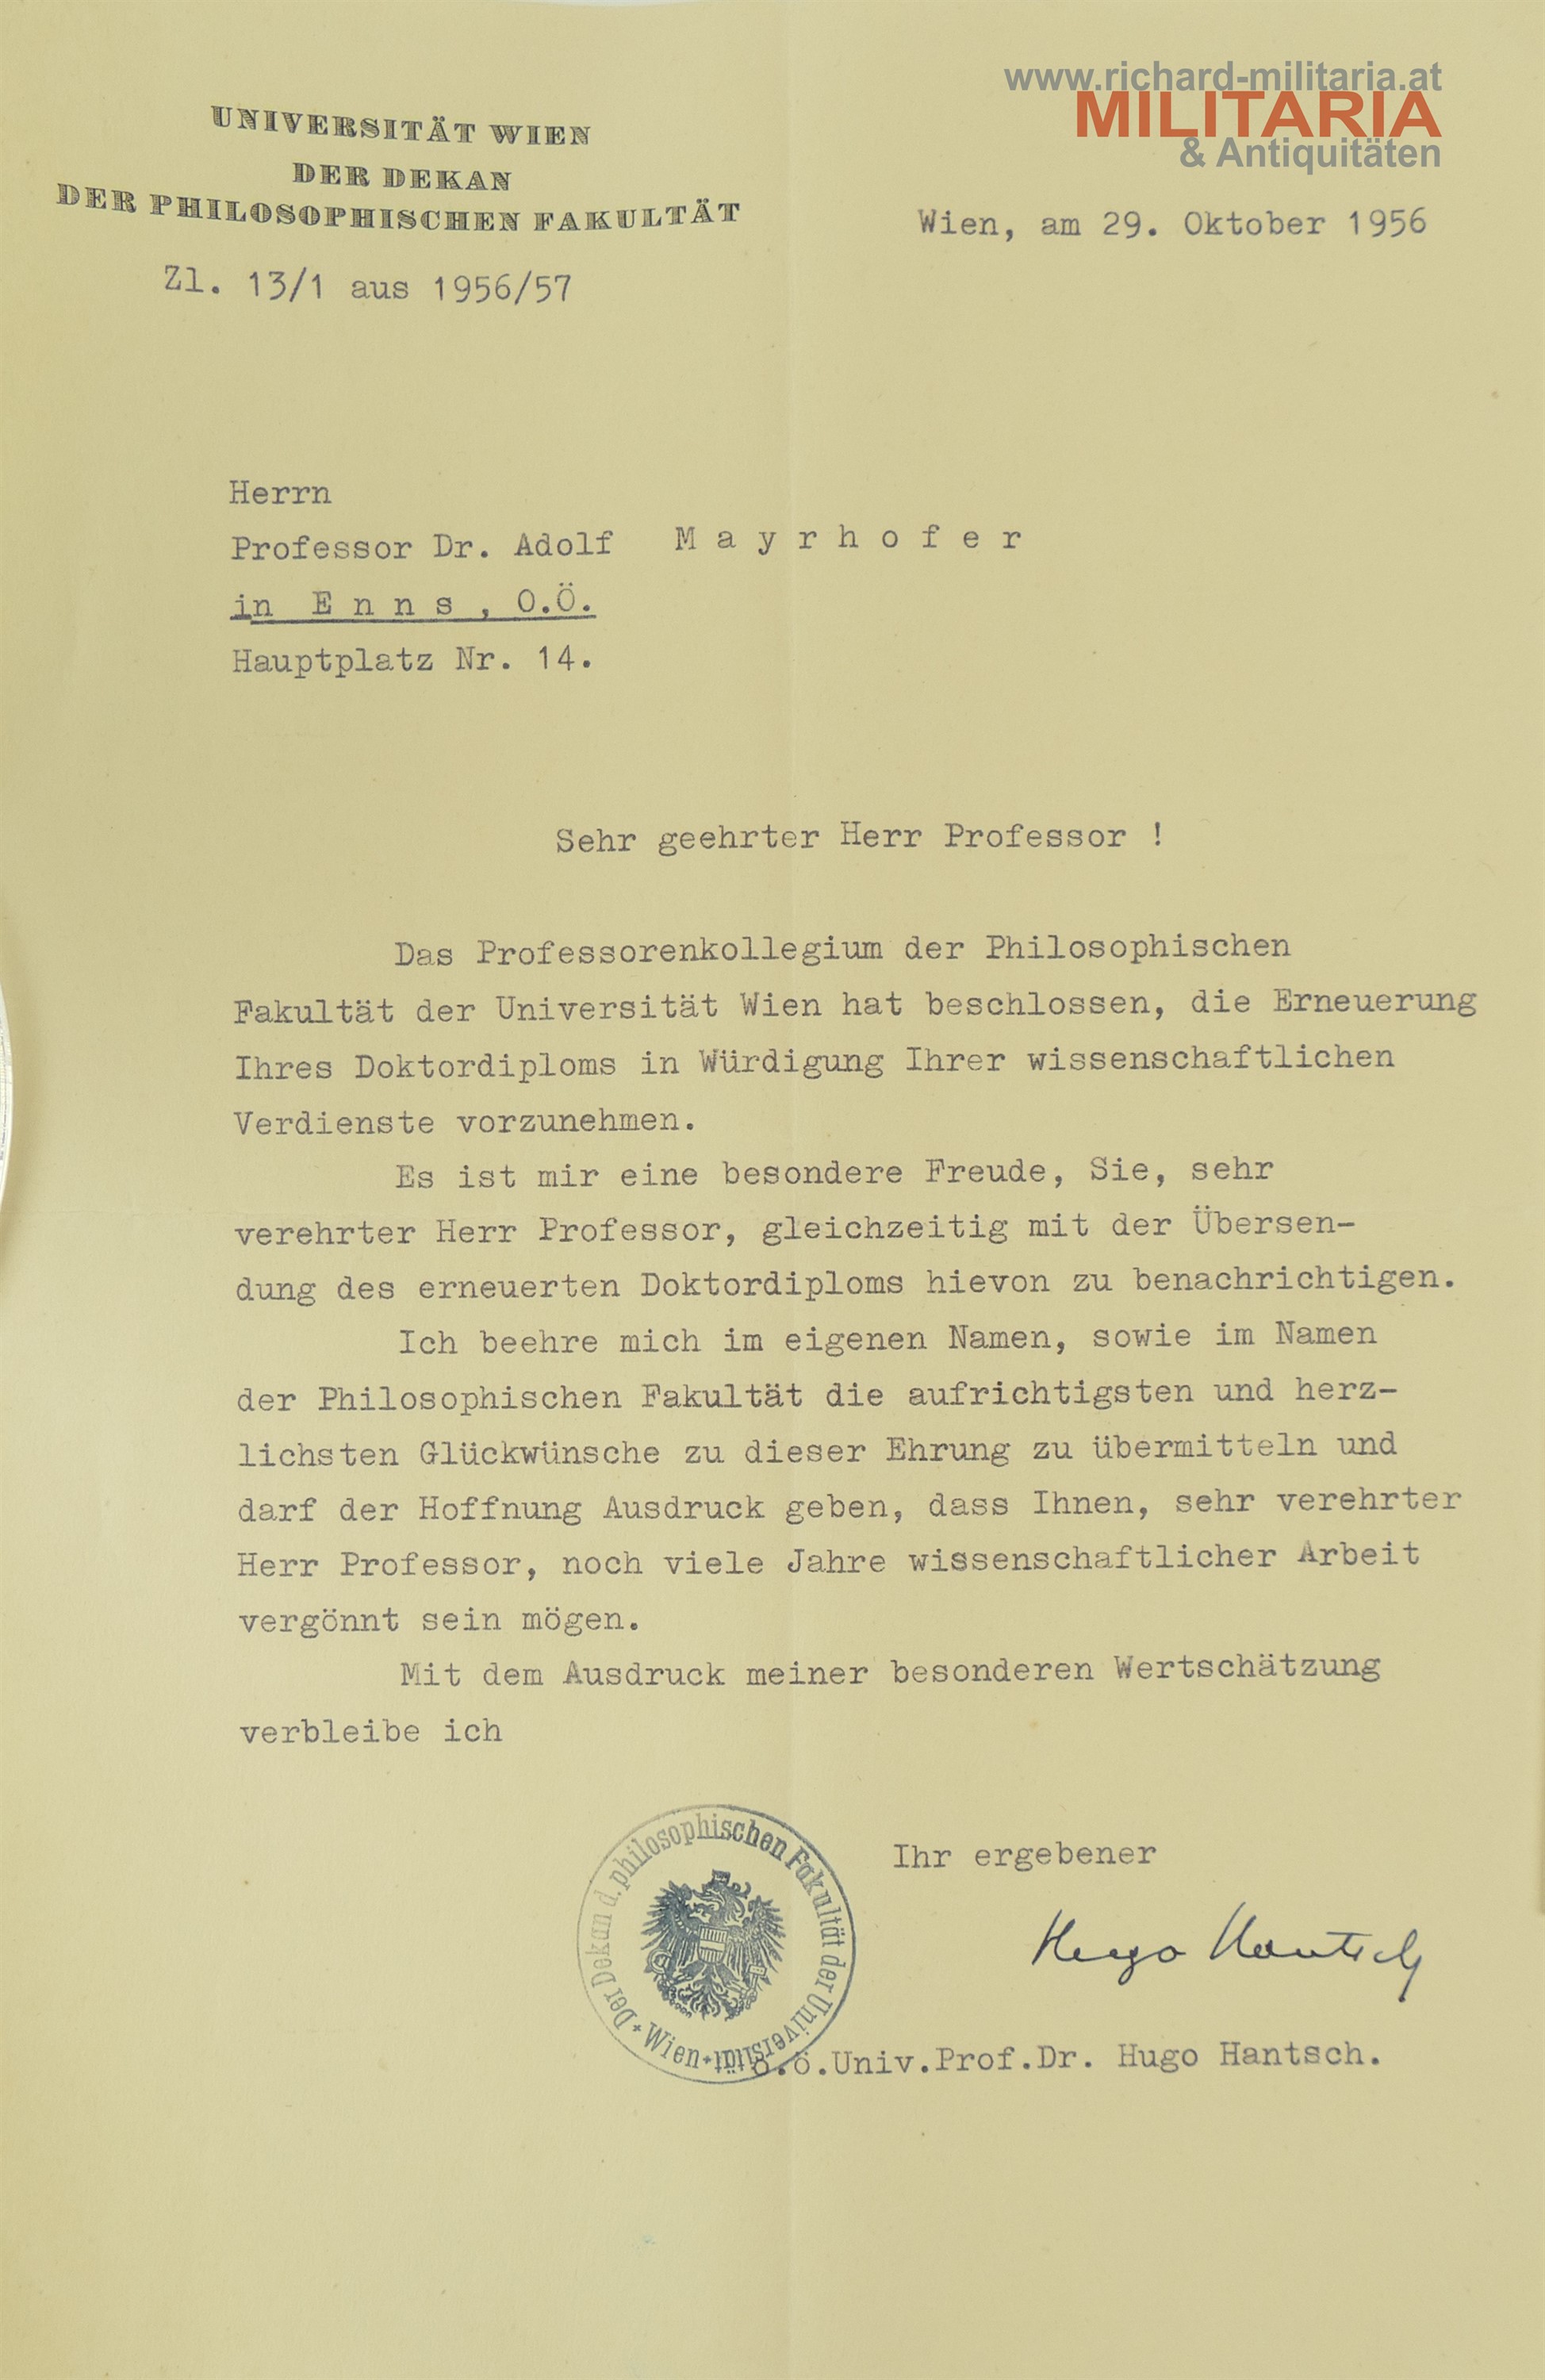 www.richard-militaria.at
MILITARIA
& Antiquitäten
UNIVERSITÄT WIEN
DER DEKAN
DER PHILOSOPHISCHEN FAKULTÄT
Wien, am 29. Oktober 1956
Zl. 13/1 aus 1956/57
Herrn
Professor Dr. Adolf M a y r h o f e r
in E n n s , O.Ö.
Hauptplatz Nr. 14.
Sehr geehrter Herr Professor !
Das Professorenkollegium der Philosophischen
Fakultät der Universität Wien hat beschlossen, die Erneuerung
Ihres Doktordiploms in Würdigung Ihrer wissenschaftlichen
Verdienste vorzunehmen.
Es ist mir eine besondere Freude, Sie, sehr
verehrter Herr Professor, gleichzeitig mit der Übersen-
dung des erneuerten Doktordiploms hievon zu benachrichtigen.
Ich beehre mich im eigenen Namen, sowie im Namen
der Philosophischen Fakultät die aufrichtigsten und herz-
lichsten Glückwünsche zu dieser Ehrung zu übermitteln und
darf der Hoffnung Ausdruck geben, dass Ihnen, sehr verehrter
Herr Professor, noch viele Jahre wissenschaftlicher Arbeit
vergönnt sein mögen.
Mit dem Ausdruck meiner besonderen Wertschätzung
verbleibe ich
Der Dekan d. philosophischen Fakultät der Universität
Wien
Ihr ergebener
Hugo Hantsch
o.ö.Univ.Prof.Dr. Hugo Hantsch.